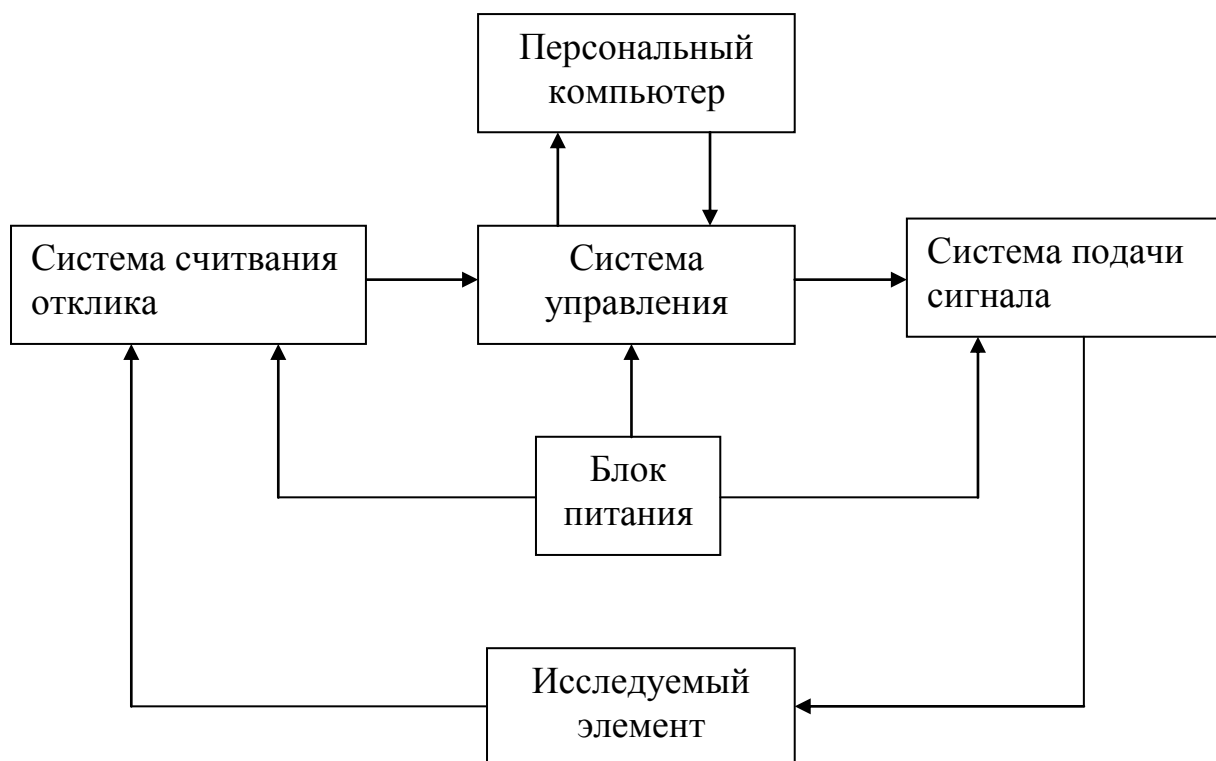 Персональный
компьютер
Система считвания
отклика
Система
управления
Система подачи
сигнала
Блок
питания
Исследуемый
элемент